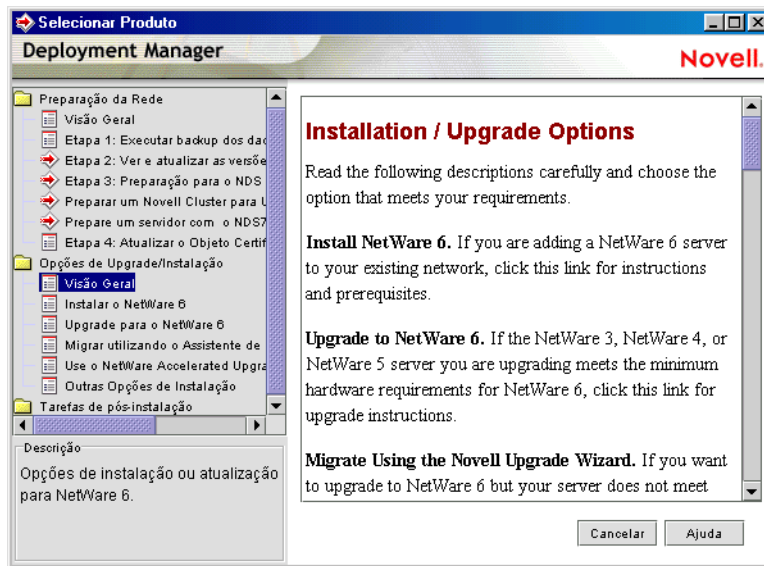 Selecionar Produto
Deployment Manager
Novell.
Preparação da Rede
Visão Geral
Etapa 1: Executar backup dos dad
Etapa 2: Ver e atualizar as versõe
Etapa 3: Preparação para o NDS
Preparar um Novell Cluster para U
Prepare um servidor com o NDS7
Etapa 4: Atualizar o Objeto Certif
Opções de Upgrade/Instalação
Visão Geral
Instalar o NetWare 6
Upgrade para o NetWare 6
Migrar utilizando o Assistente de
Use o NetWare Accelerated Upgra
Outras Opções de Instalação
Tarefas de pós-instalação
Descrição
Opções de instalação ou atualização
para NetWare 6.
Installation / Upgrade Options
Read the following descriptions carefully and choose the
option that meets your requirements.
Install NetWare 6. If you are adding a NetWare 6 server
to your existing network, click this link for instructions
and prerequisites.
Upgrade to NetWare 6. If the NetWare 3, NetWare 4, or
NetWare 5 server you are upgrading meets the minimum
hardware requirements for NetWare 6, click this link for
upgrade instructions.
Migrate Using the Novell Upgrade Wizard. If you want
to upgrade to NetWare 6 but your server does not meet
Cancelar
Ajuda